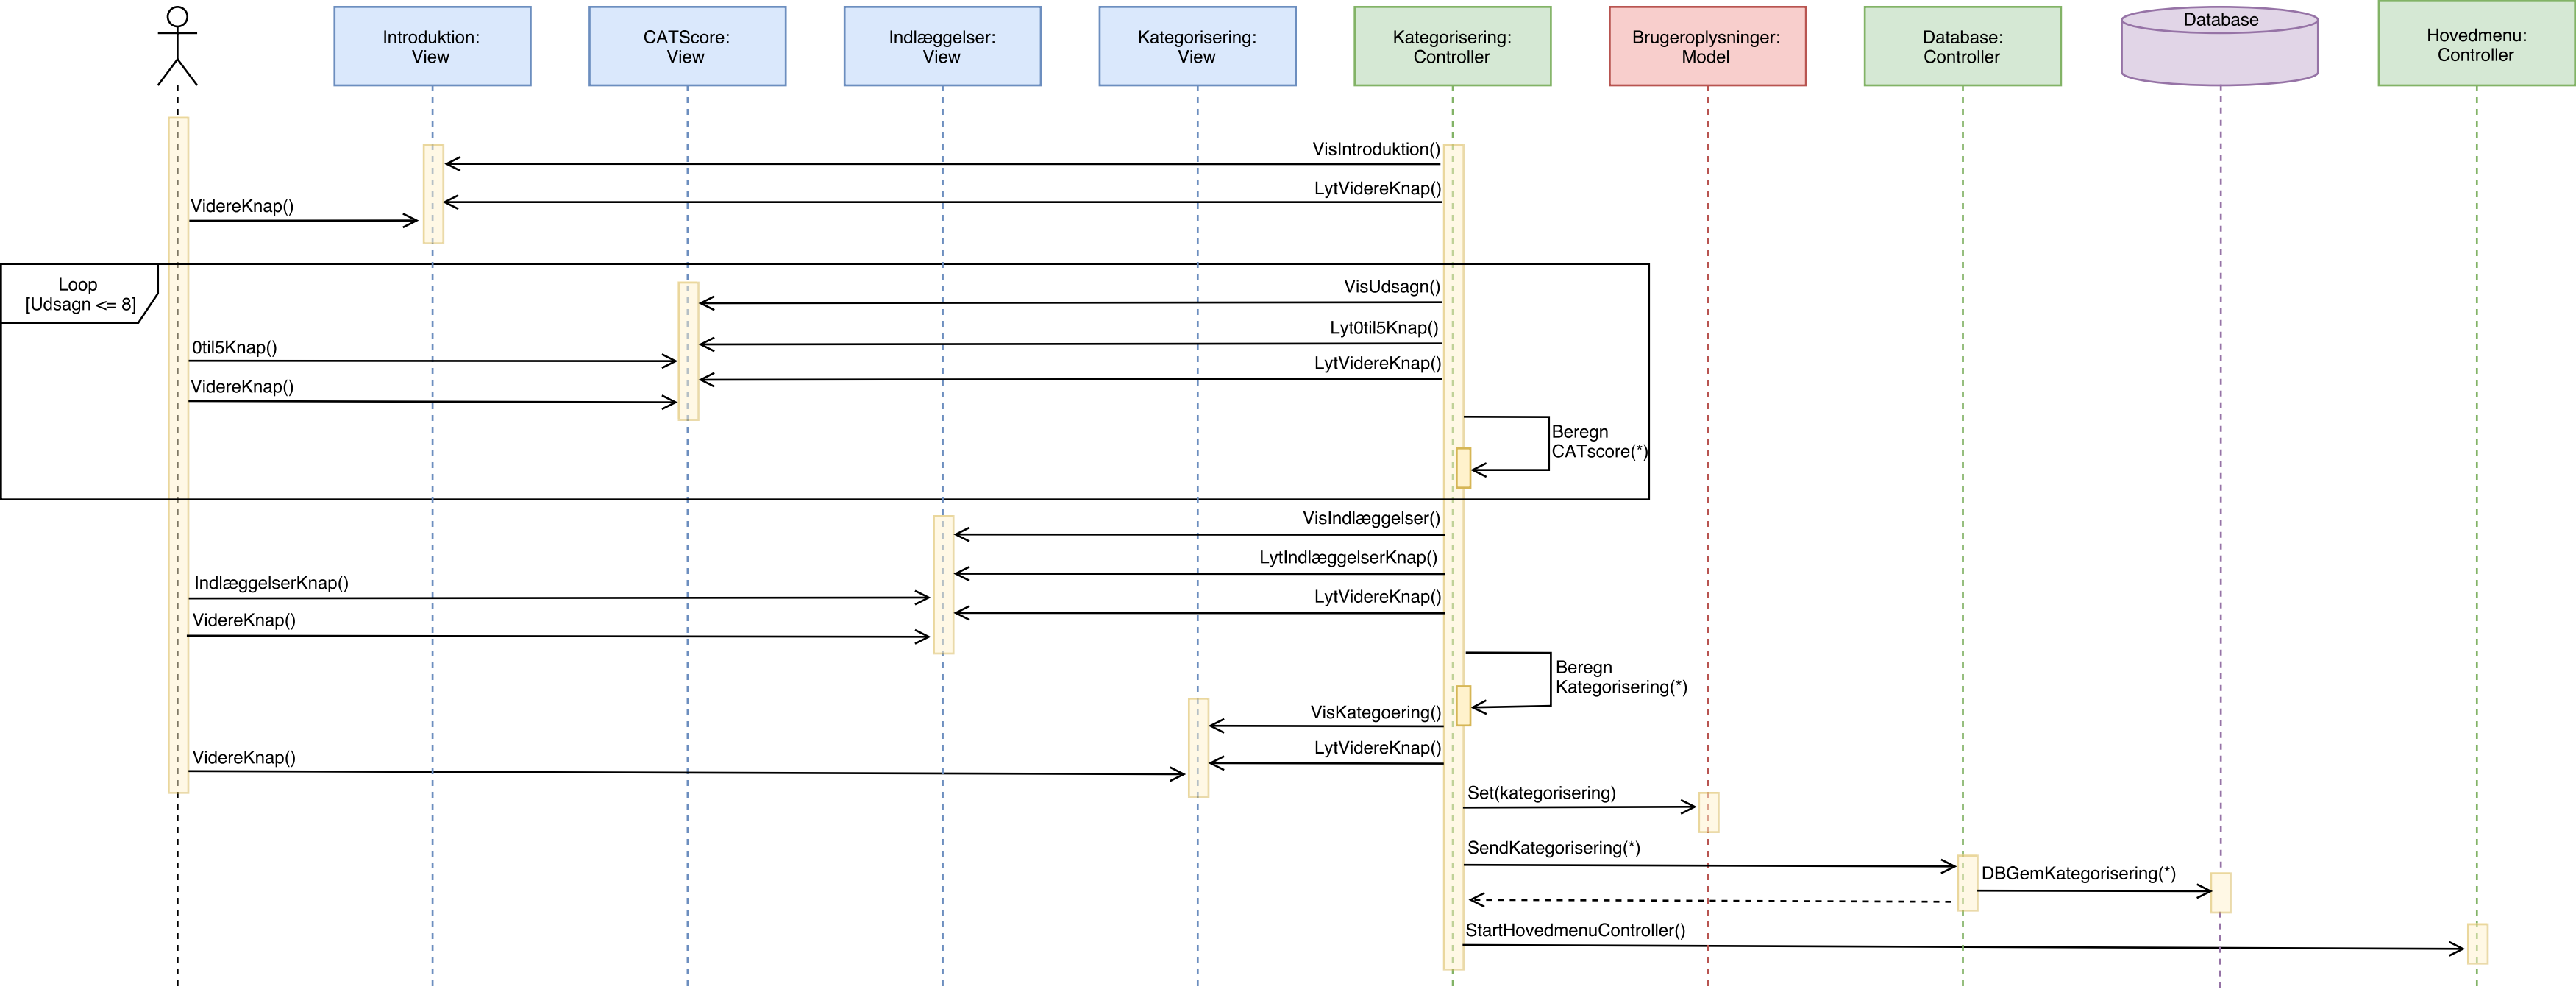 Introduktion:
View
CATScore:
View
Indlæggelser:
View
Kategorisering:
View
Kategorisering:
Controller
Brugeroplysninger:
Model
Database:
Controller
Database
Hovedmenu:
Controller
VisIntroduktion()
LytVidereKnap()
VidereKnap()
Loop
[Udsagn <= 8]
VisUdsagn()
Lyt0til5Knap()
0til5Knap()
LytVidereKnap()
VidereKnap()
Beregn
CATscore(*)
VisIndlæggelser()
LytIndlæggelserKnap()
IndlæggelserKnap()
LytVidereKnap()
VidereKnap()
Beregn
Kategorisering(*)
VisKategoering()
LytVidereKnap()
VidereKnap()
Set(kategorisering)
SendKategorisering(*)
DBGemKategorisering(*)
StartHovedmenuController()